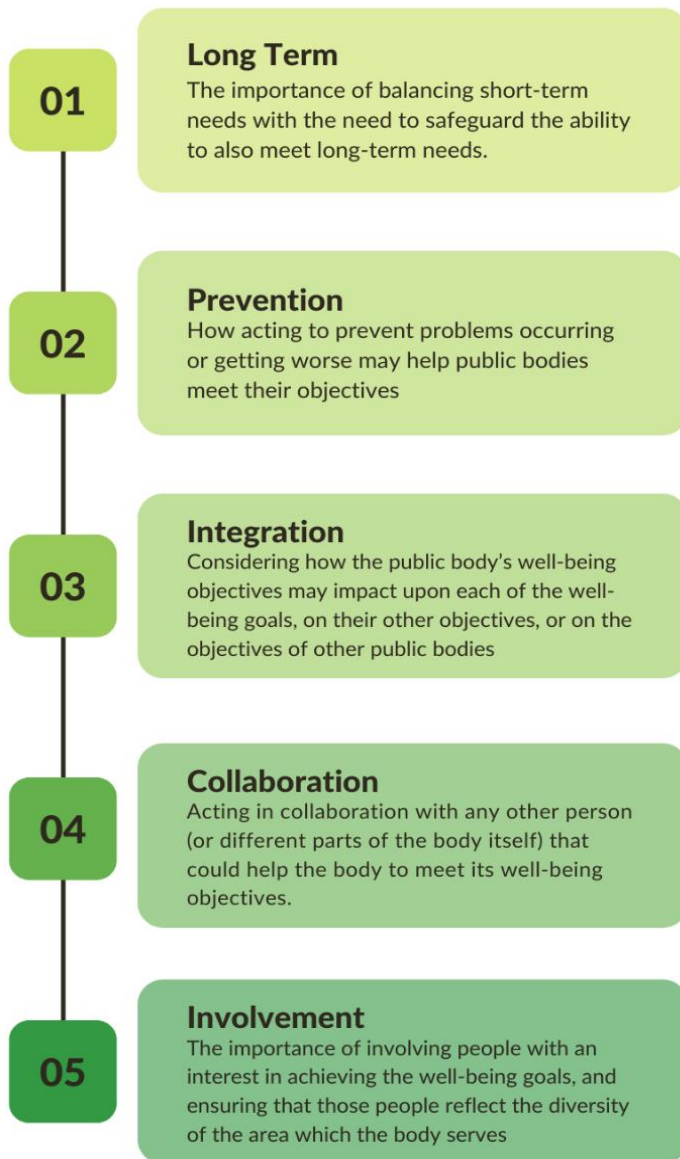 01
Long Term
The importance of balancing short-term
needs with the need to safeguard the ability
to also meet long-term needs.
02
Prevention
How acting to prevent problems occurring
or getting worse may help public bodies
meet their objectives
03
Integration
Considering how the public body’s well-being
objectives may impact upon each of the well-
being goals, on their other objectives, or on the
objectives of other public bodies
04
Collaboration
Acting in collaboration with any other person
(or different parts of the body itself) that
could help the body to meet its well-being
objectives.
05
Involvement
The importance of involving people with an
interest in achieving the well-being goals, and
ensuring that those people reflect the diversity
of the area which the body serves